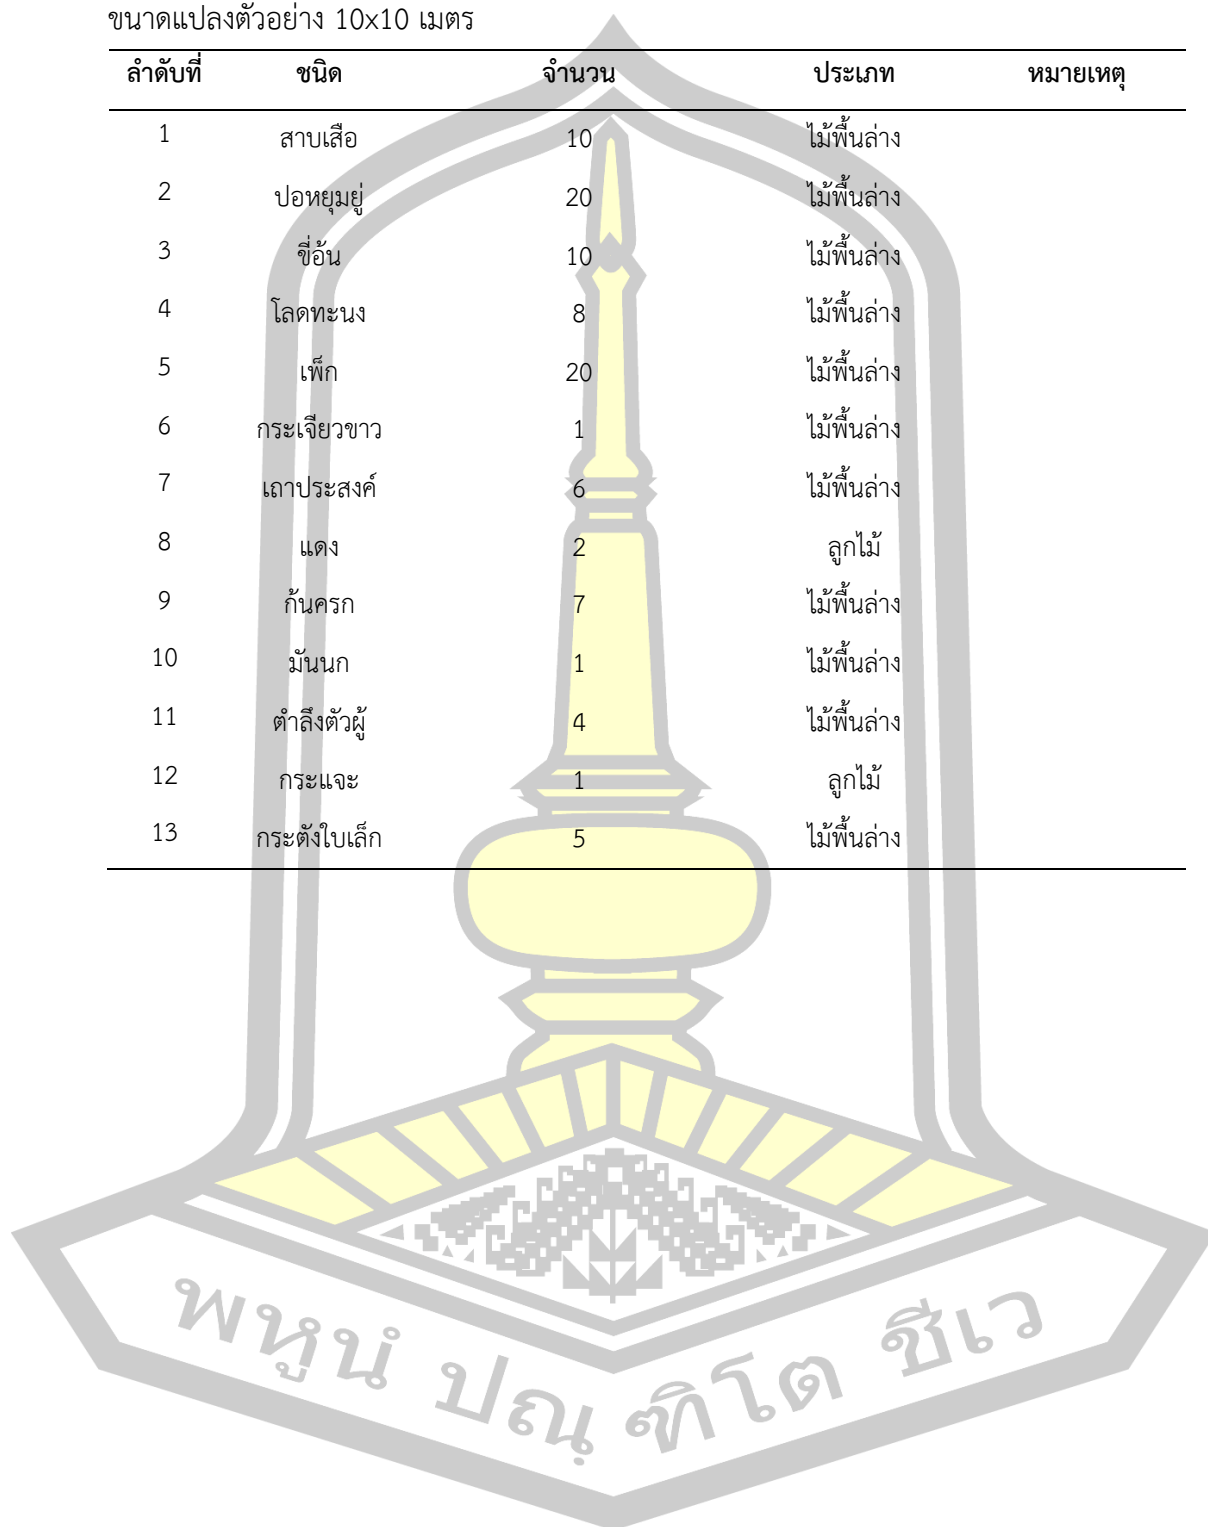 ขนาดแปลงตัวอย่าง 10x10 เมตร
ลำดับที่ ชนิด จำนวน ประเภท หมายเหตุ
1 สาบเสือ 10 ไม้พื้นล่าง
2 ปอหยุมยู่ 20 ไม้พื้นล่าง
3 ขี่อ้น 10 ไม้พื้นล่าง
4 โลดทะนง 8 ไม้พื้นล่าง
5 เพ็ก 20 ไม้พื้นล่าง
6 กระเจียวขาว 1 ไม้พื้นล่าง
7 เถาประสงค์ 6 ไม้พื้นล่าง
8 แดง 2 ลูกไม้
9 ก้นครก 7 ไม้พื้นล่าง
10 มันนก 1 ไม้พื้นล่าง
11 ตำลึงตัวผู้ 4 ไม้พื้นล่าง
12 กระแจะ 1 ลูกไม้
13 กระตังใบเล็ก 5 ไม้พื้นล่าง
พหูนํ ปณฺฑิโต ชีเว